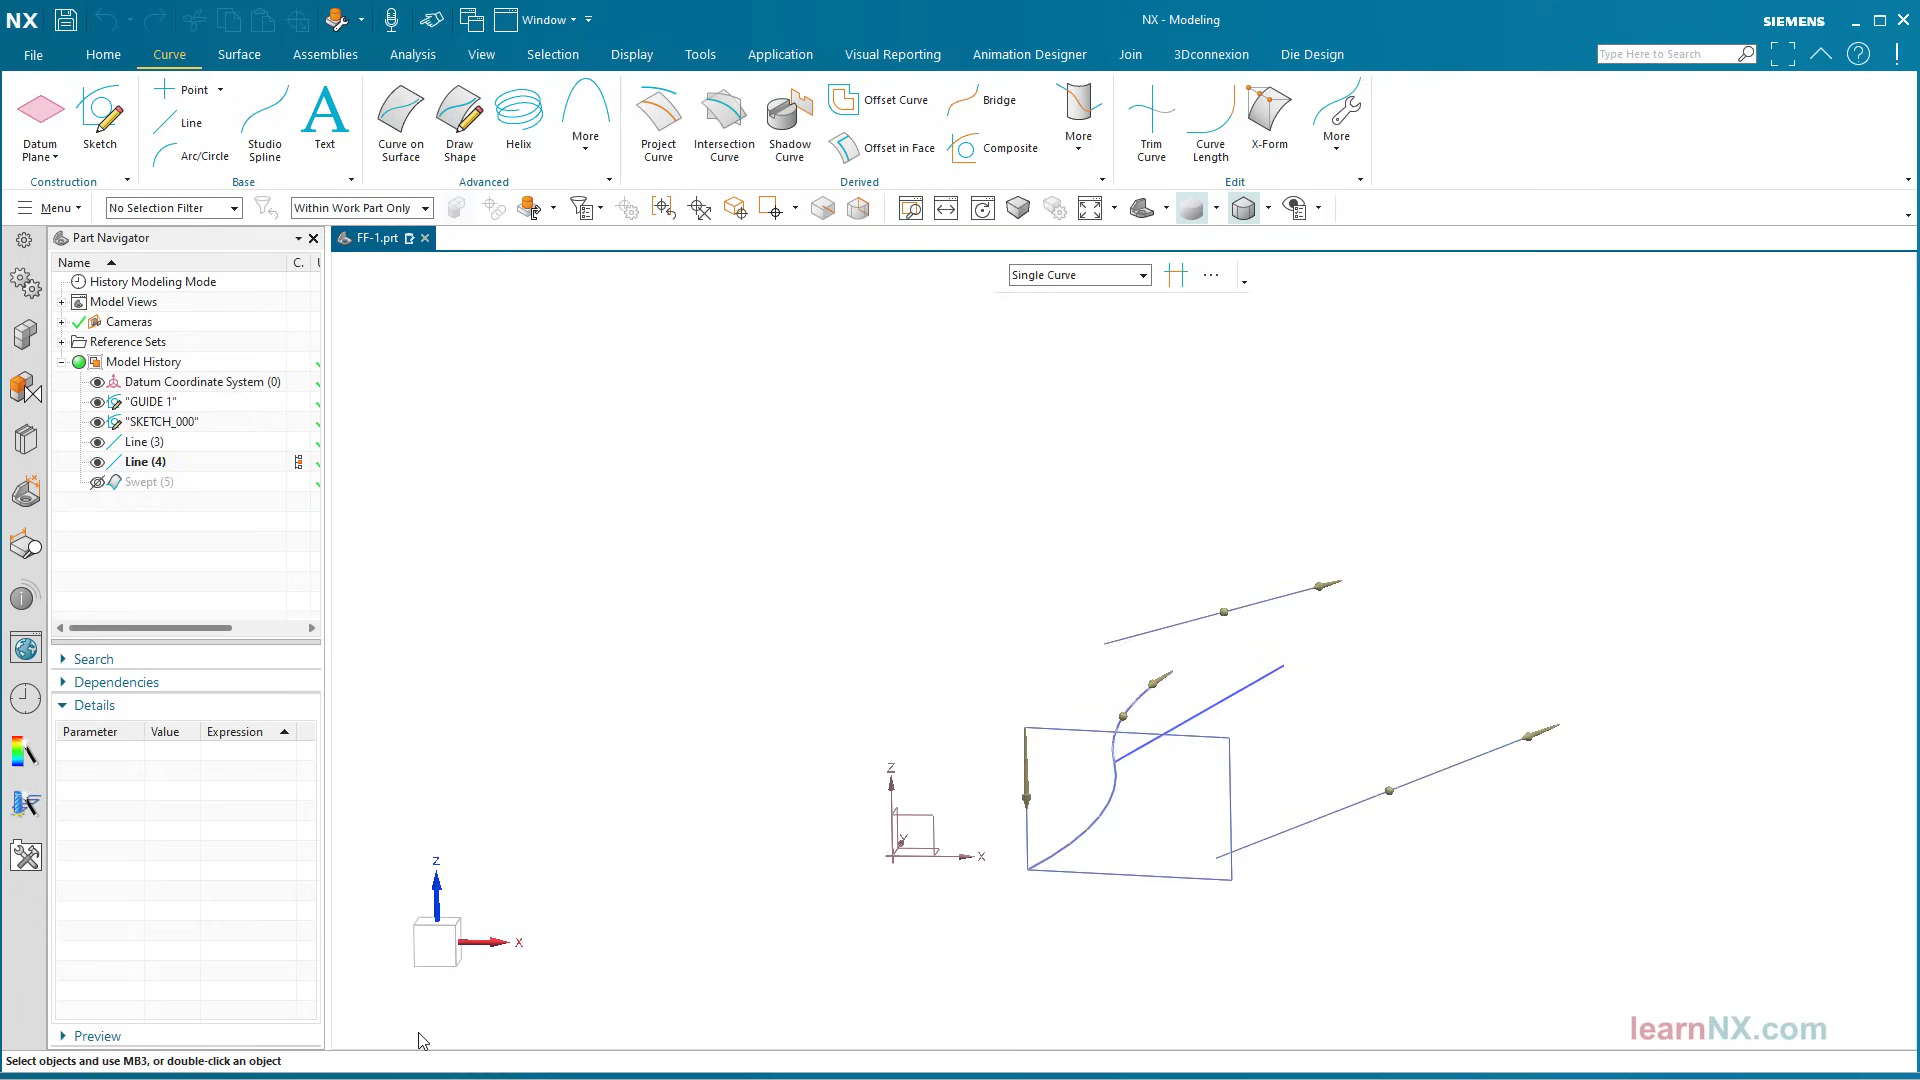 NX
Window
NX - Modeling
SIEMENS
File
Home
Curve
Surface
Assemblies
Analysis
View
Selection
Display
Tools
Application
Visual Reporting
Animation Designer
Join
3Dconnexion
Die Design
Type Here to Search
Datum
Plane
Sketch
Construction
Point
Line
Arc/Circle
Studio
Spline
Text
Base
Curve on
Surface
Draw
Shape
Helix
More
Advanced
Project
Curve
Intersection
Curve
Shadow
Curve
Offset Curve
Offset in Face
Bridge
Composite
More
Derived
Trim
Curve
Curve
Length
X-Form
More
Edit
Menu
No Selection Filter
Within Work Part Only
Part Navigator
FF-1.prt
Name
C.
Single Curve
History Modeling Mode
Model Views
Cameras
Reference Sets
Model History
Datum Coordinate System (0)
"GUIDE 1"
"SKETCH_000"
Line (3)
Line (4)
Swept (5)
Search
Dependencies
Details
Parameter
Value
Expression
Preview
Z
Y
X
Z
X
learnNX.com
Select objects and use MB3, or double-click an object